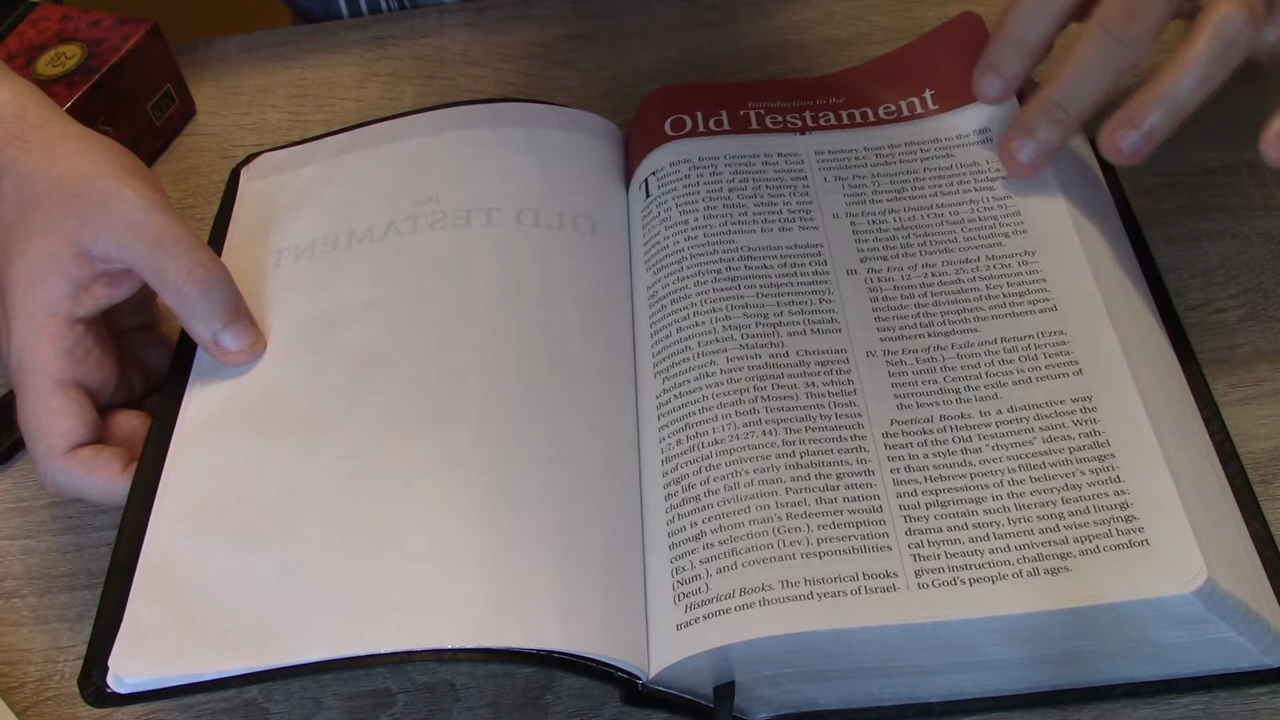 KJV
The
OLD TESTAMENT
Introduction to the
Old Testament
The Bible, from Genesis to Reve-
lation, clearly reveals that God
Himself is the ultimate source,
supervisor, and sum of all history, and
that the center and goal of history is
found in Jesus Christ, God's Son (Col.
1:15–20). Thus the Bible, while in one
sense being a library of sacred Scrip-
tures, is one story, of which the Old Tes-
tament is the foundation for the New
Testament revelation.
Although Jewish and Christian scholars
have used somewhat different terminol-
ogy in classifying the books of the Old
Testament, the designations used in this
study Bible are based on subject matter:
Pentateuch (Genesis—Deuteronomy),
Historical Books (Joshua—Esther), Po-
etical Books (Job—Song of Solomon,
Lamentations), Major Prophets (Isaiah,
Jeremiah, Ezekiel, Daniel), and Minor
Prophets (Hosea—Malachi).
Pentateuch. Jewish and Christian
scholars alike have traditionally agreed
that Moses was the original author of the
Pentateuch (except for Deut. 34, which
recounts the death of Moses). This belief
is confirmed in both Testaments (Josh.
1:7, 8; John 1:17), and especially by Jesus
Himself (Luke 24:27, 44). The Pentateuch
is of crucial importance, for it records the
origin of the universe and planet earth,
the life of earth's early inhabitants, in-
cluding the fall of man, and the growth
of human civilization. Particular atten-
tion is centered on Israel, that nation
through whom man's Redeemer would
come: its selection (Gen.), redemption
(Ex.), sanctification (Lev.), preservation
(Num.), and covenant responsibilities
(Deut.).
Historical Books. The historical books
trace some one thousand years of Israel-
ite history, from the fifteenth to the fifth
century B.C. They may be conveniently
considered under four periods.
I. The Pre-Monarchic Period (Josh. 1—
1 Sam. 7)—from the entrance into Ca-
naan, through the era of the Judges,
until the selection of Saul as king.
II. The Era of the United Monarchy (1 Sam.
8—1 Kin. 11; cf. 1 Chr. 10—2 Chr. 9)—
from the selection of Saul as king until
the death of Solomon. Central focus
is on the life of David, including the
giving of the Davidic covenant.
III. The Era of the Divided Monarchy
(1 Kin. 12—2 Kin. 25; cf. 2 Chr. 10—
36)—from the death of Solomon un-
til the fall of Jerusalem. Key features
include: the division of the kingdom,
the rise of the prophets, and the apos-
tasy and fall of both the northern and
southern kingdoms.
IV. The Era of the Exile and Return (Ezra,
Neh., Esth.)—from the fall of Jerusa-
lem until the end of the Old Testa-
ment era. Central focus is on events
surrounding the exile and return of
the Jews to the land.
Poetical Books. In a distinctive way
the books of Hebrew poetry disclose the
heart of the Old Testament saint. Writ-
ten in a style that "rhymes" ideas, rath-
er than sounds, over successive parallel
lines, Hebrew poetry is filled with images
and expressions of the believer's spiri-
tual pilgrimage in the everyday world.
They contain such literary features as:
drama and story, lyric song and liturgi-
cal hymn, and lament and wise sayings.
Their beauty and universal appeal have
given instruction, challenge, and comfort
to God's people of all ages.